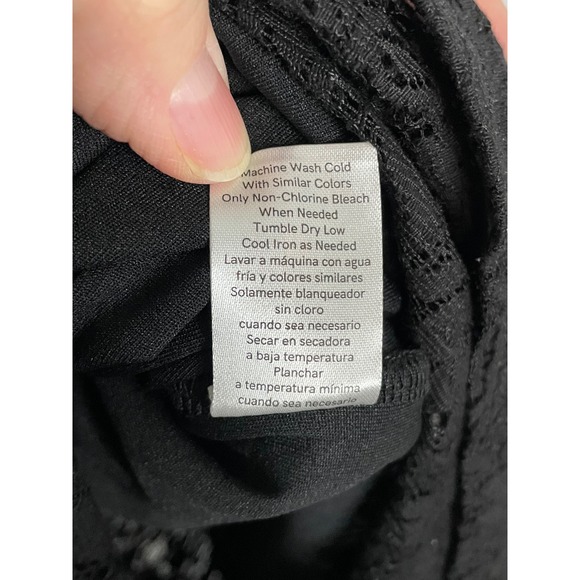 Machine Wash Cold
With Similar Colors
Only Non-Chlorine Bleach
When Needed
Tumble Dry Low
Cool Iron as Needed
Lavar a máquina con agua
fría y colores similares
Solamente blanqueador
sin cloro
cuando sea necesario
Secar en secadora
a baja temperatura
Planchar
a temperatura mínima
cuando sea necesario